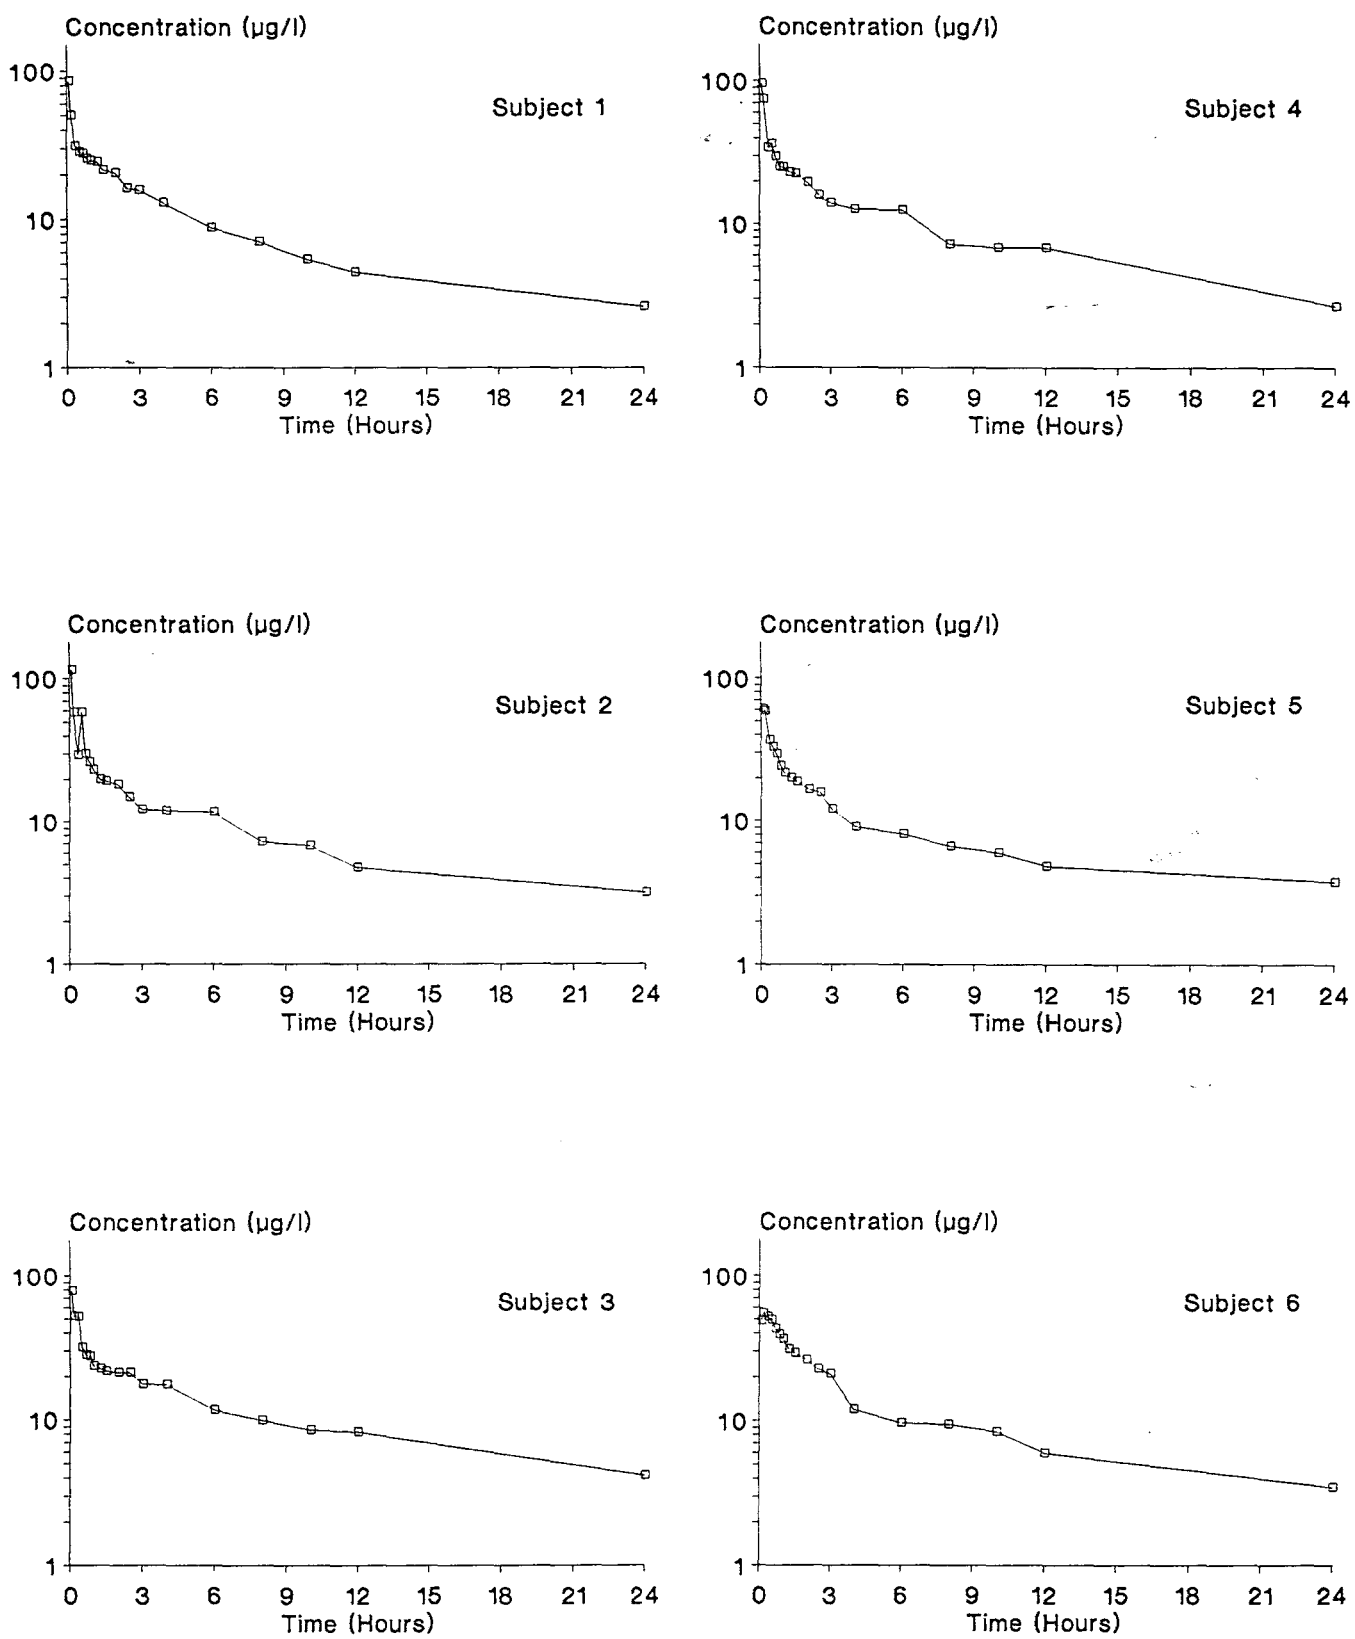 Concentration (µg/l)
100
10
1
Subject 1
0 3 6 9 12 15 18 21 24
Time (Hours)
Concentration (µg/l)
100
10
1
Subject 4
0 3 6 9 12 15 18 21 24
Time (Hours)
Concentration (µg/l)
100
10
1
Subject 2
0 3 6 9 12 15 18 21 24
Time (Hours)
Concentration (µg/l)
100
10
1
Subject 5
0 3 6 9 12 15 18 21 24
Time (Hours)
Concentration (µg/l)
100
10
1
Subject 3
0 3 6 9 12 15 18 21 24
Time (Hours)
Concentration (µg/l)
100
10
1
Subject 6
0 3 6 9 12 15 18 21 24
Time (Hours)